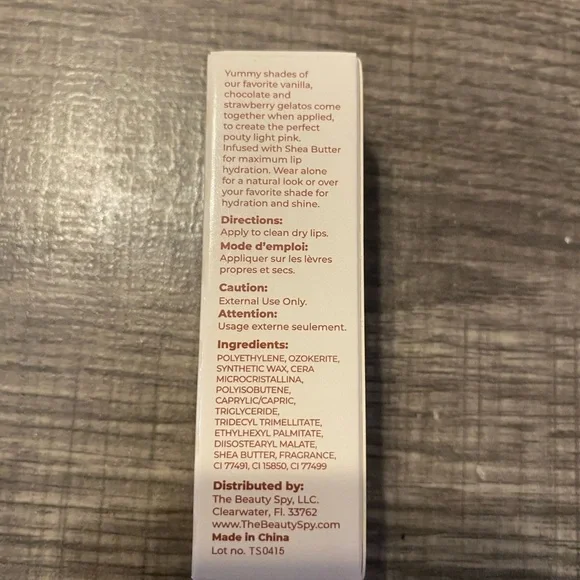 Yummy shades of
our favorite vanilla,
chocolate and
strawberry gelatos come
together when applied,
to create the perfect
pouty light pink.
Infused with Shea Butter
for maximum lip
hydration. Wear alone
for a natural look or over
your favorite shade for
hydration and shine.
Directions:
Apply to clean dry lips.
Mode d'emploi:
Appliquer sur les lèvres
propres et secs.
Caution:
External Use Only.
Attention:
Usage externe seulement.
Ingredients:
POLYETHYLENE, OZOKERITE,
SYNTHETIC WAX, CERA
MICROCRISTALLINA,
POLYISOBUTENE,
CAPRYLIC/CAPRIC,
TRIGLYCERIDE,
TRIDECYL TRIMELLITATE,
ETHYLHEXYL PALMITATE,
DIISOSTEARYL MALATE,
SHEA BUTTER, FRAGRANCE,
CI 77491, CI 15850, CI 77499
Distributed by:
The Beauty Spy, LLC.
Clearwater, Fl. 33762
www.TheBeautySpy.com
Made in China
Lot no. TS0415